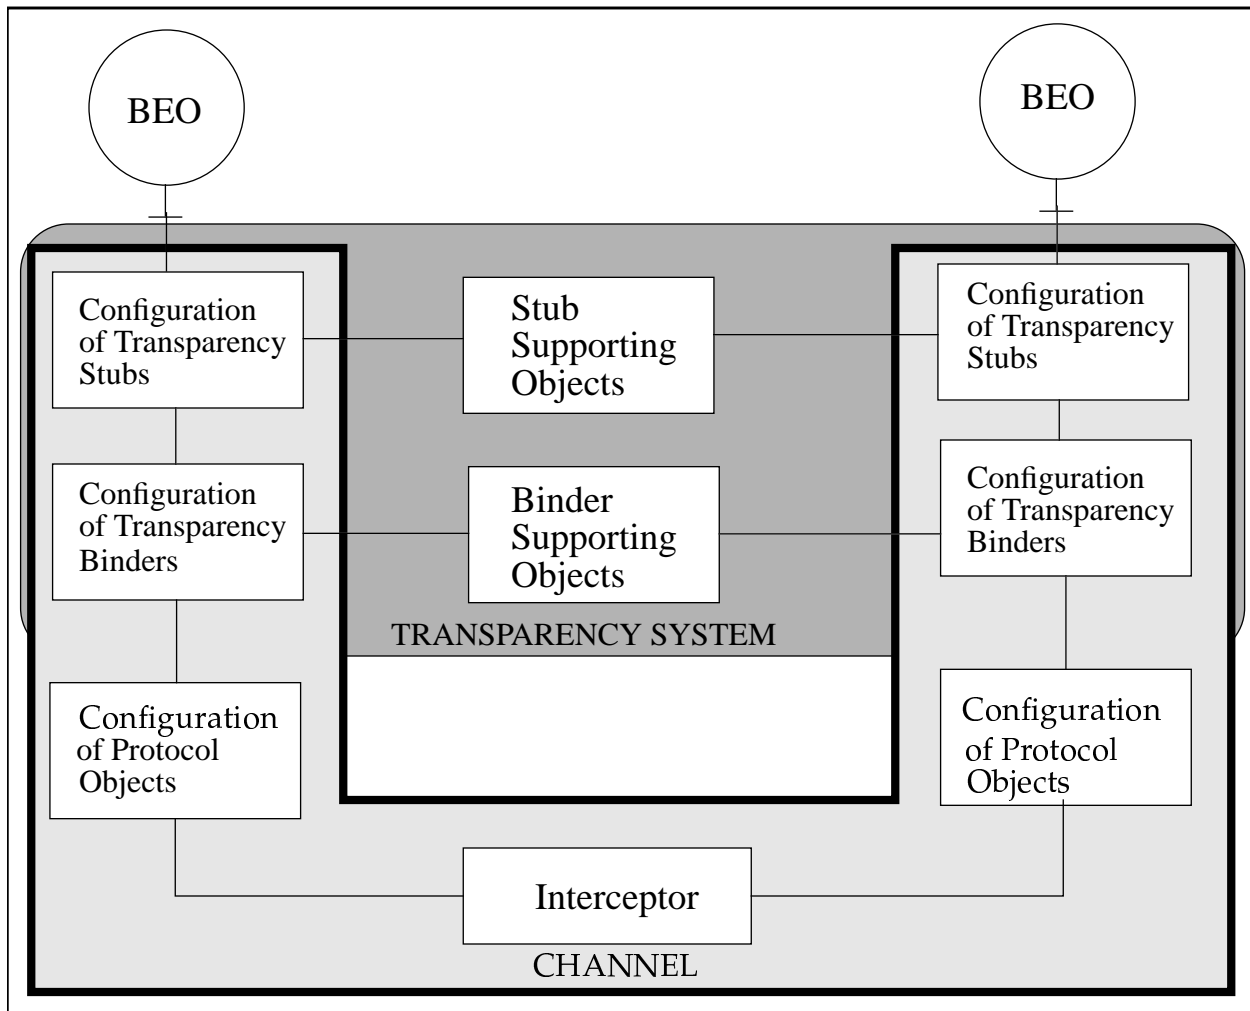 BEO
BEO
Configuration
of Transparency
Stubs
Stub
Supporting
Objects
Configuration
of Transparency
Stubs
Configuration
of Transparency
Binders
Binder
Supporting
Objects
Configuration
of Transparency
Binders
TRANSPARENCY SYSTEM
Configuration
of Protocol
Objects
Configuration
of Protocol
Objects
Interceptor
CHANNEL